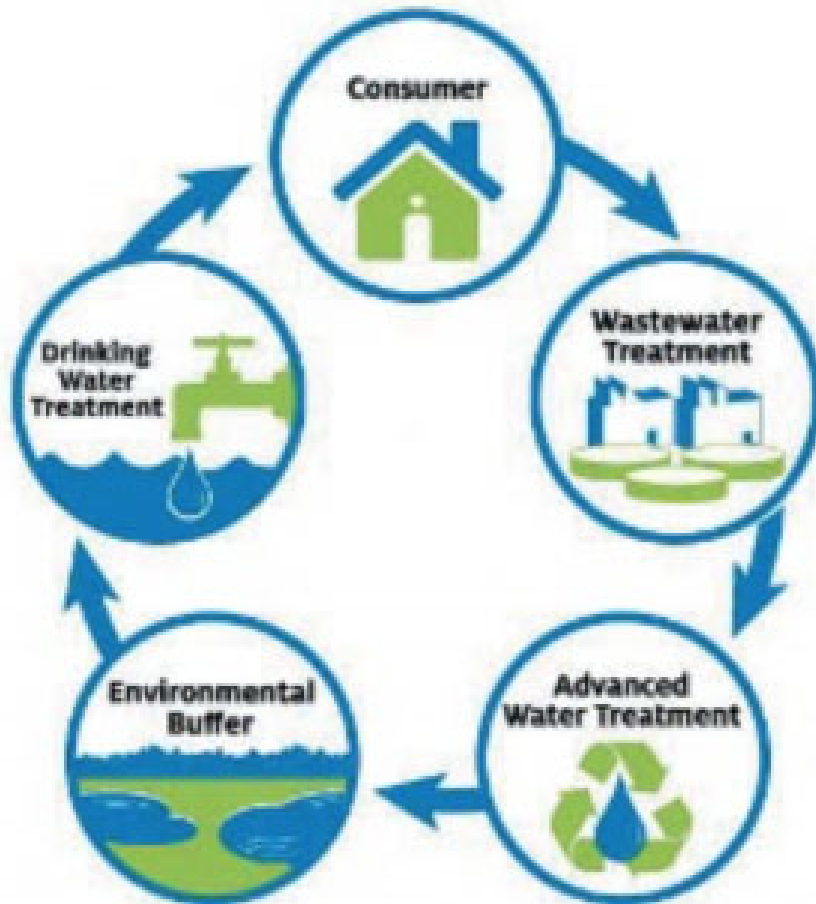 Consumer
Wastewater
Treatment
Advanced
Water Treatment
Environmental
Buffer
Drinking
Water
Treatment